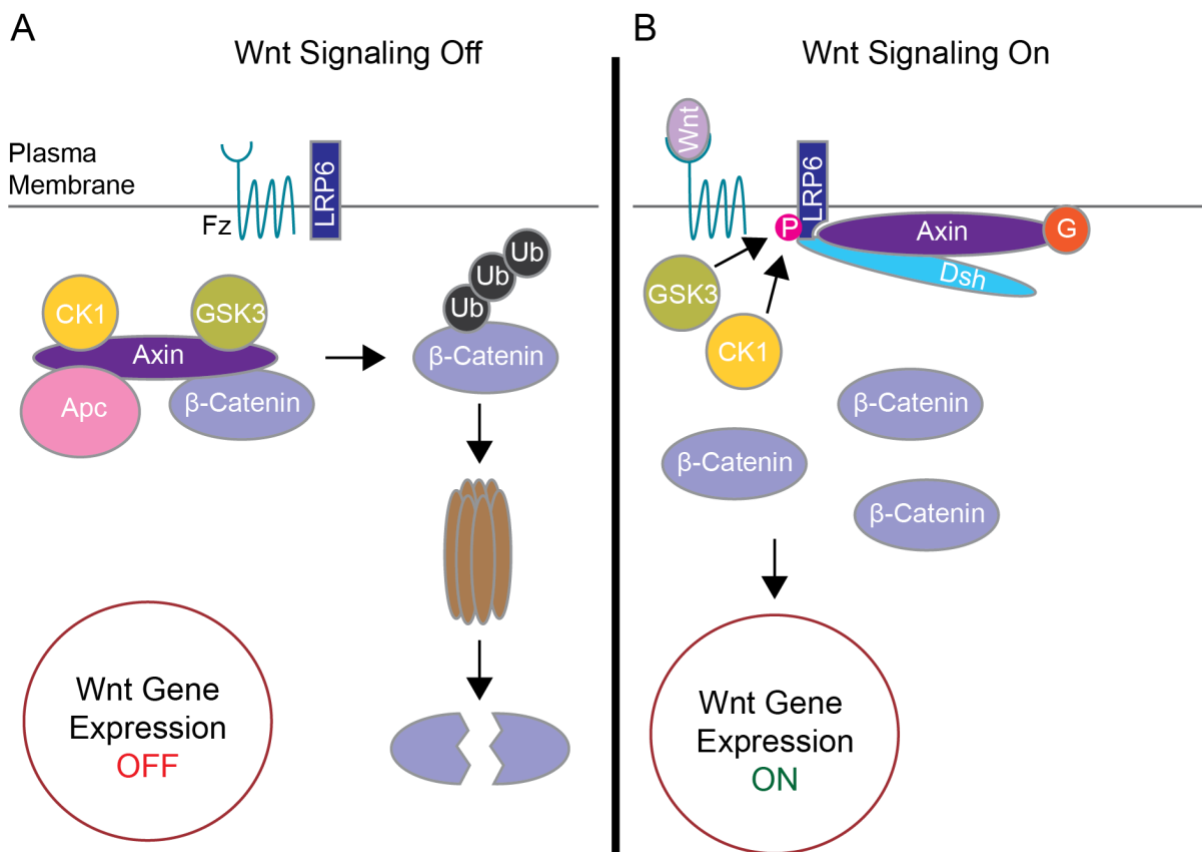 A
Wnt Signaling Off
Plasma
Membrane
Fz
LRP6
CK1
GSK3
Axin
Apc
β-Catenin
Ub
Ub
Ub
β-Catenin
Wnt Gene
Expression
OFF
B
Wnt Signaling On
Wnt
LRP6
P
Axin
G
Dsh
GSK3
CK1
β-Catenin
β-Catenin
β-Catenin
Wnt Gene
Expression
ON